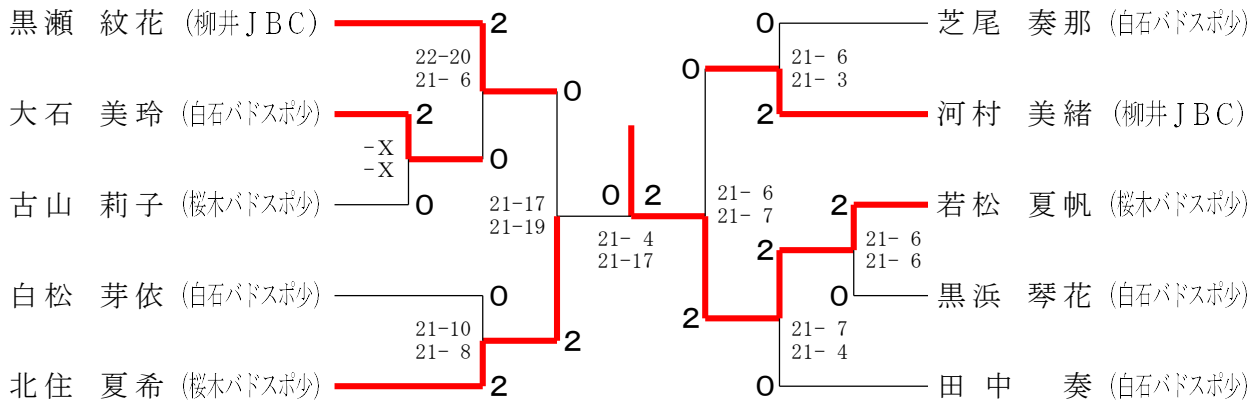 黒瀬 紋花 (柳井ＪＢＣ)
2
22-20
21- 6
0
大石 美玲 (白石バドスポ少)
2
-X
-X
0
古山 莉子 (桜木バドスポ少)
0
21-17
21-19
白松 芽依 (白石バドスポ少)
0
21-10
21- 8
2
北住 夏希 (桜木バドスポ少)
2
0 2
21- 4
21-17
0 芝尾 奏那 (白石バドスポ少)
21- 6
21- 3
0
2 河村 美緒 (柳井ＪＢＣ)
21- 6
21- 7
2 若松 夏帆 (桜木バドスポ少)
21- 6
21- 6
2
0 黒浜 琴花 (白石バドスポ少)
2
21- 7
21- 4
0 田中 奏 (白石バドスポ少)